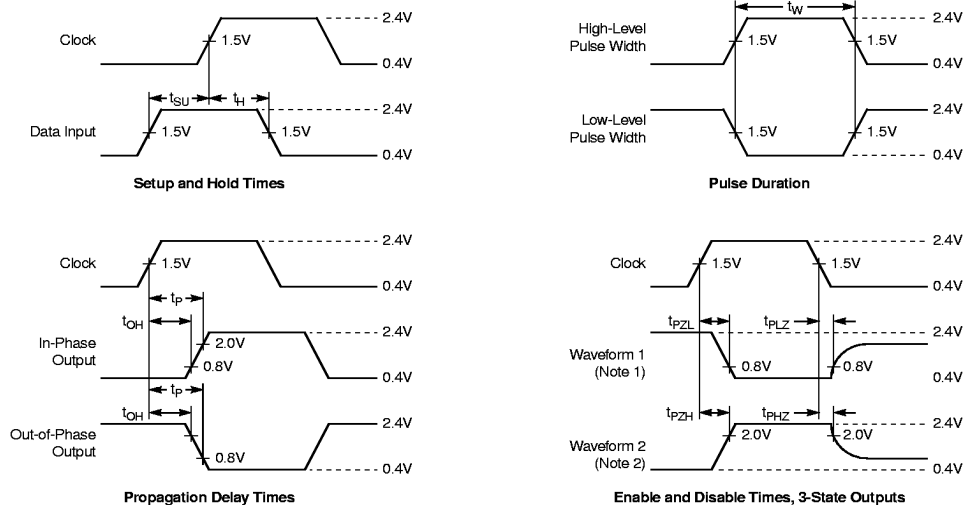 Clock
1.5V
2.4V
0.4V
tSU
tH
Data Input
1.5V
1.5V
2.4V
0.4V
Setup and Hold Times
tW
High-Level
Pulse Width
1.5V
1.5V
2.4V
0.4V
Low-Level
Pulse Width
1.5V
1.5V
2.4V
0.4V
Pulse Duration
Clock
1.5V
2.4V
0.4V
tP
tOH
In-Phase
Output
2.0V
0.8V
2.4V
0.4V
tP
tOH
Out-of-Phase
Output
0.8V
2.4V
0.4V
Propagation Delay Times
Clock
1.5V
1.5V
2.4V
0.4V
tPZL
tPLZ
Waveform 1
(Note 1)
0.8V
0.8V
2.4V
0.4V
tPZH
tPHZ
Waveform 2
(Note 2)
2.0V
2.0V
2.4V
0.4V
Enable and Disable Times, 3-State Outputs